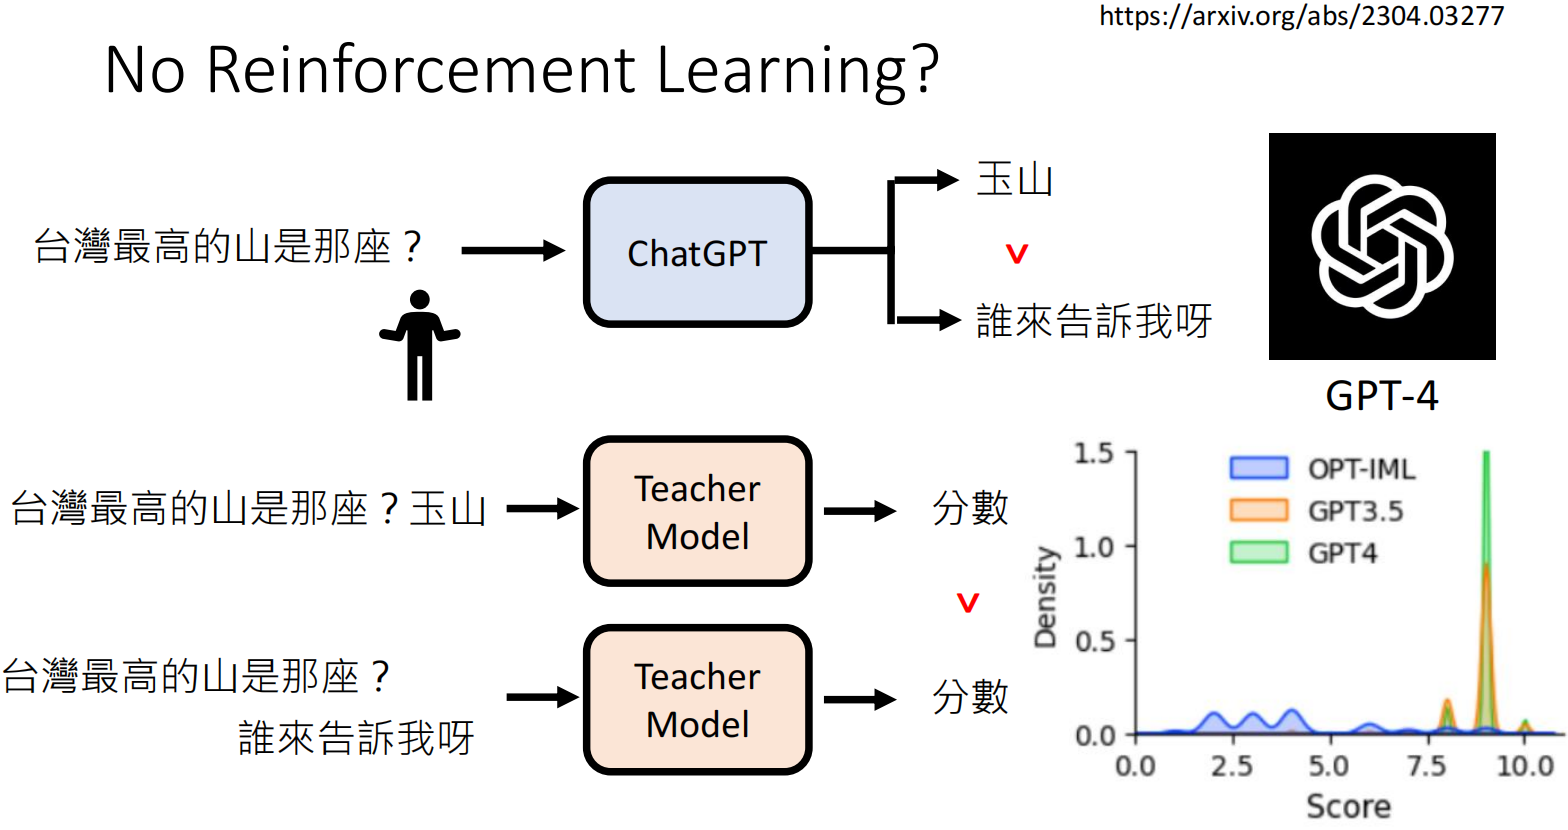 https://arxiv.org/abs/2304.03277
No Reinforcement Learning?
台灣最高的山是那座？
ChatGPT
玉山
v
誰來告訴我呀
GPT-4
台灣最高的山是那座？玉山
Teacher
Model
分數
v
台灣最高的山是那座？
誰來告訴我呀
Teacher
Model
分數
OPT-IML
GPT3.5
GPT4
Density
1.5
1.0
0.5
0.0
0.0 2.5 5.0 7.5 10.0
Score